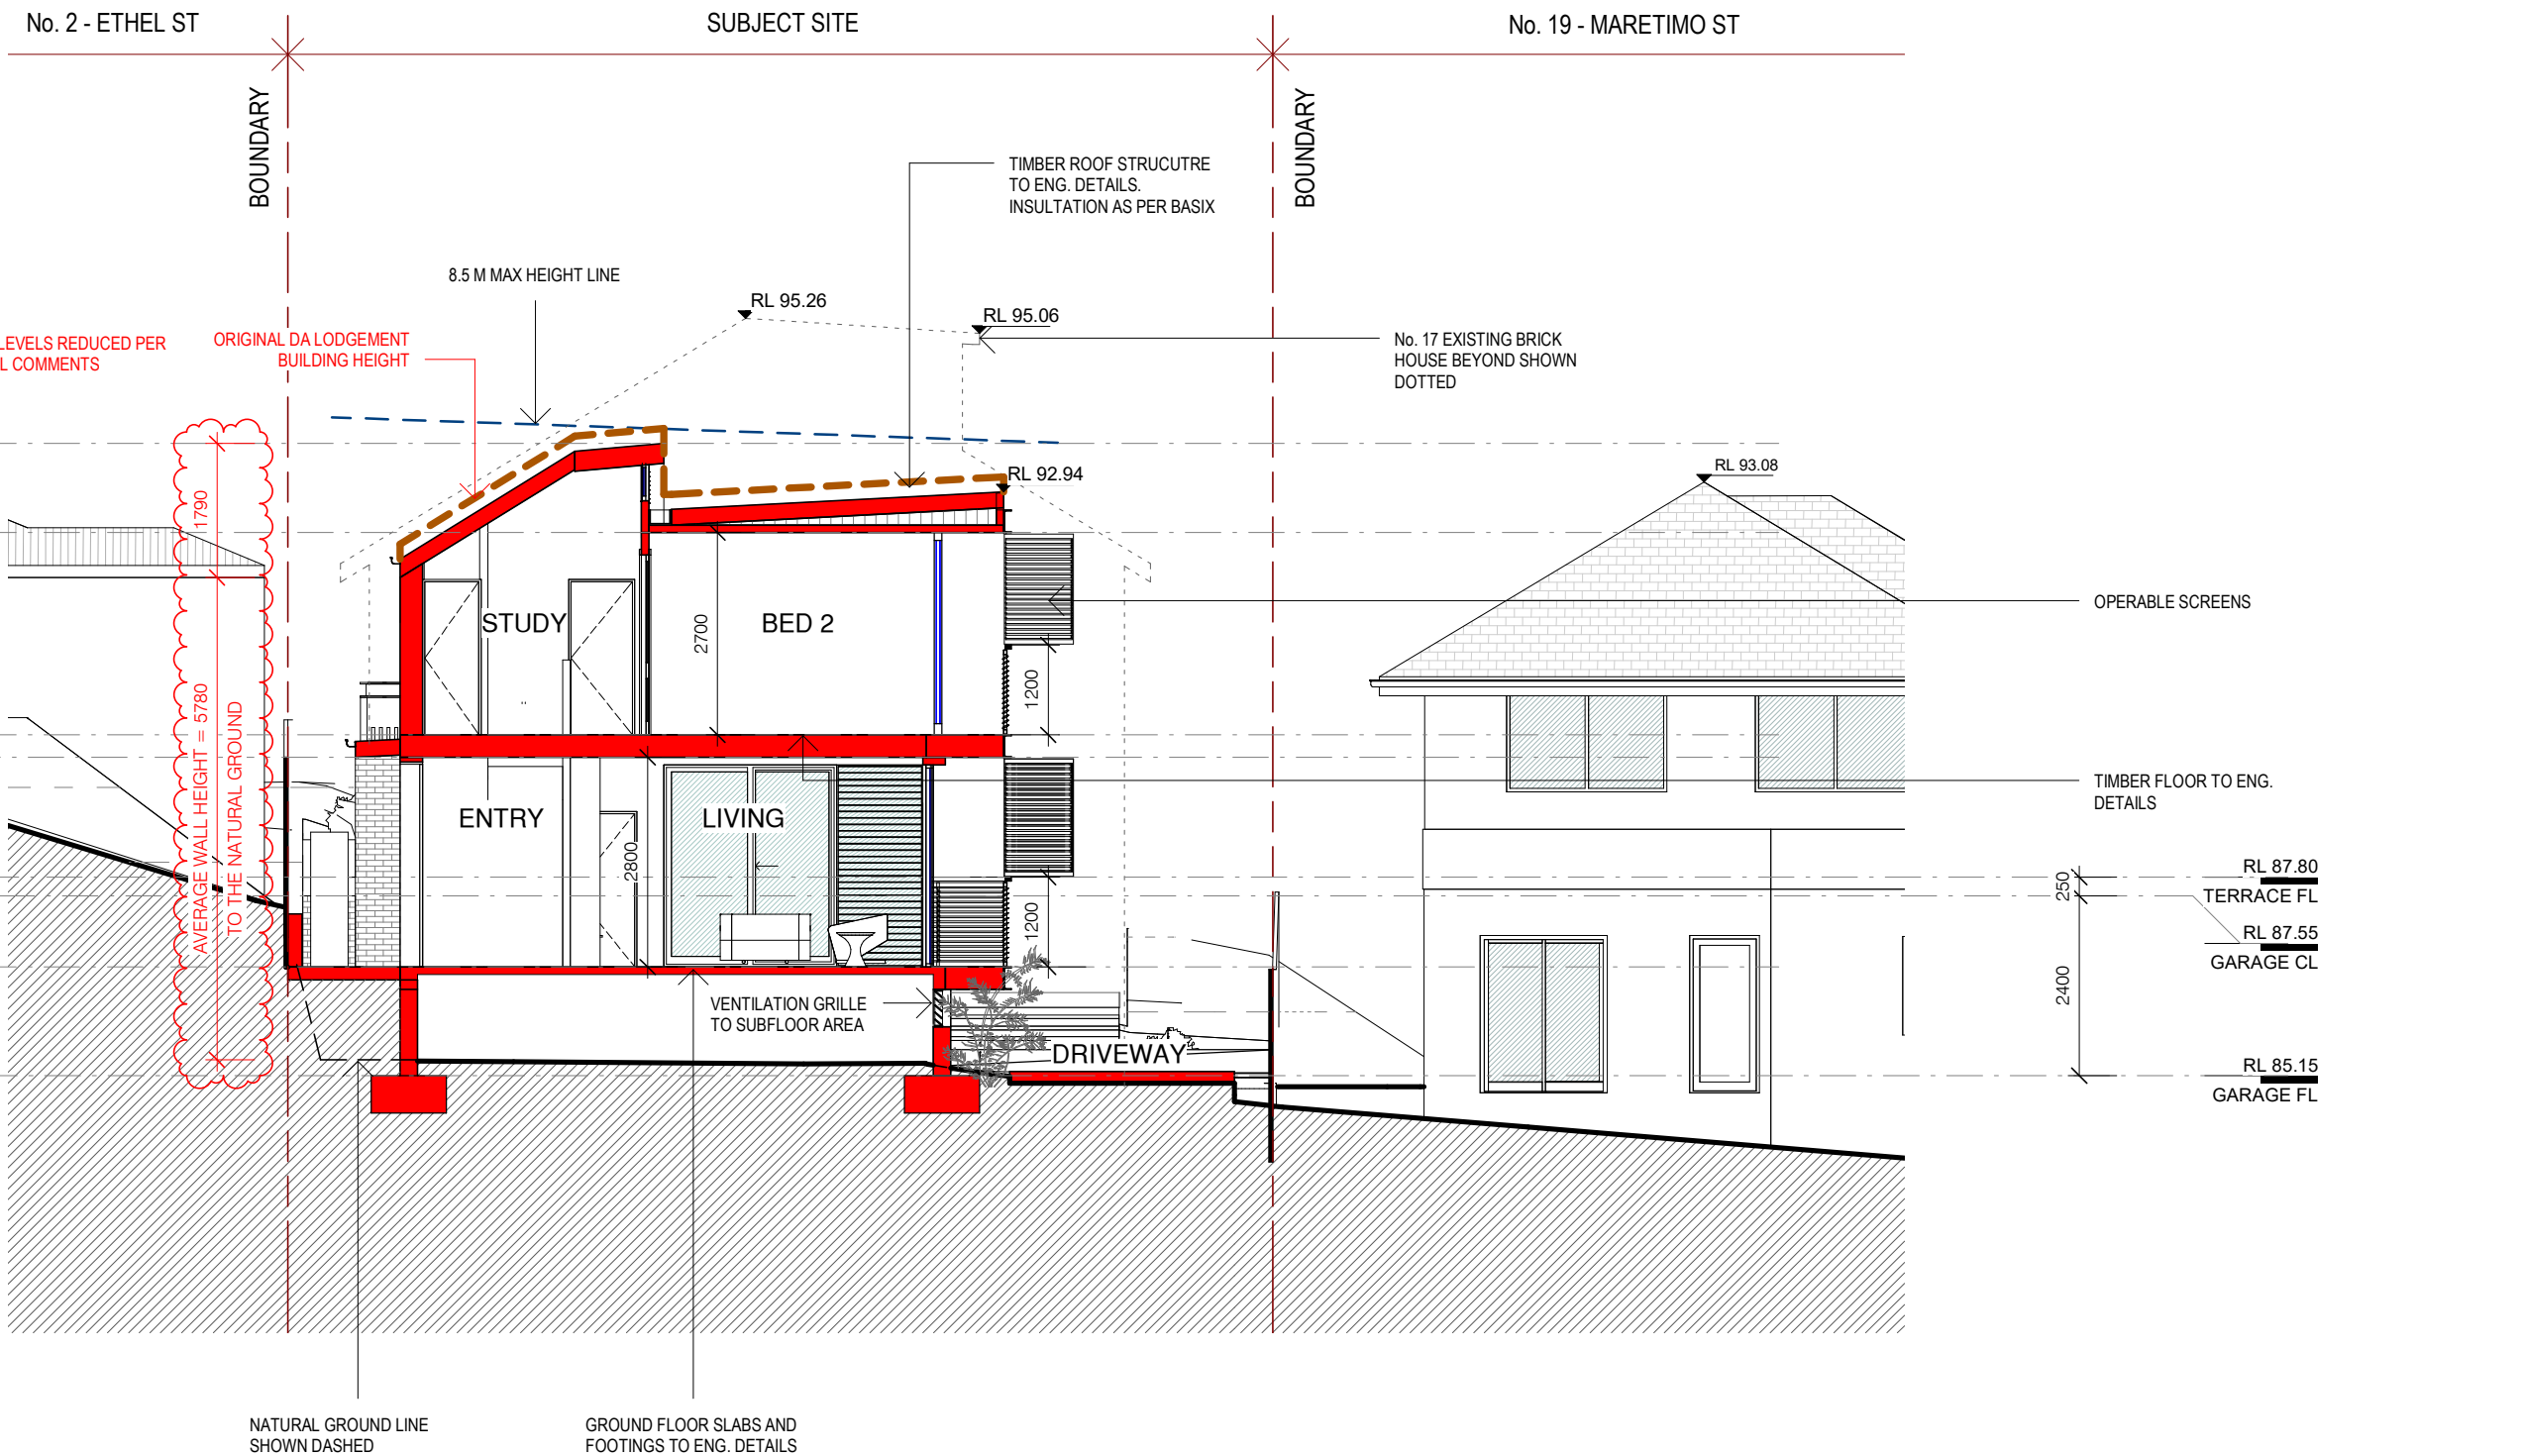 No. 2 - ETHEL ST
SUBJECT SITE
No. 19 - MARETIMO ST
BOUNDARY
BOUNDARY
TIMBER ROOF STRUCUTRE
TO ENG. DETAILS.
INSULTATION AS PER BASIX
8.5 M MAX HEIGHT LINE
RL 95.26
RL 95.06
LEVELS REDUCED PER
L COMMENTS
ORIGINAL DA LODGEMENT
BUILDING HEIGHT
No. 17 EXISTING BRICK
HOUSE BEYOND SHOWN
DOTTED
RL 92.94
RL 93.08
1790
AVERAGE WALL HEIGHT = 5780
TO THE NATURAL GROUND
STUDY
2700
BED 2
1200
OPERABLE SCREENS
TIMBER FLOOR TO ENG.
DETAILS
ENTRY
2800
LIVING
1200
RL 87.80
TERRACE FL
250
RL 87.55
GARAGE CL
2400
RL 85.15
GARAGE FL
VENTILATION GRILLE
TO SUBFLOOR AREA
DRIVEWAY
NATURAL GROUND LINE
SHOWN DASHED
GROUND FLOOR SLABS AND
FOOTINGS TO ENG. DETAILS